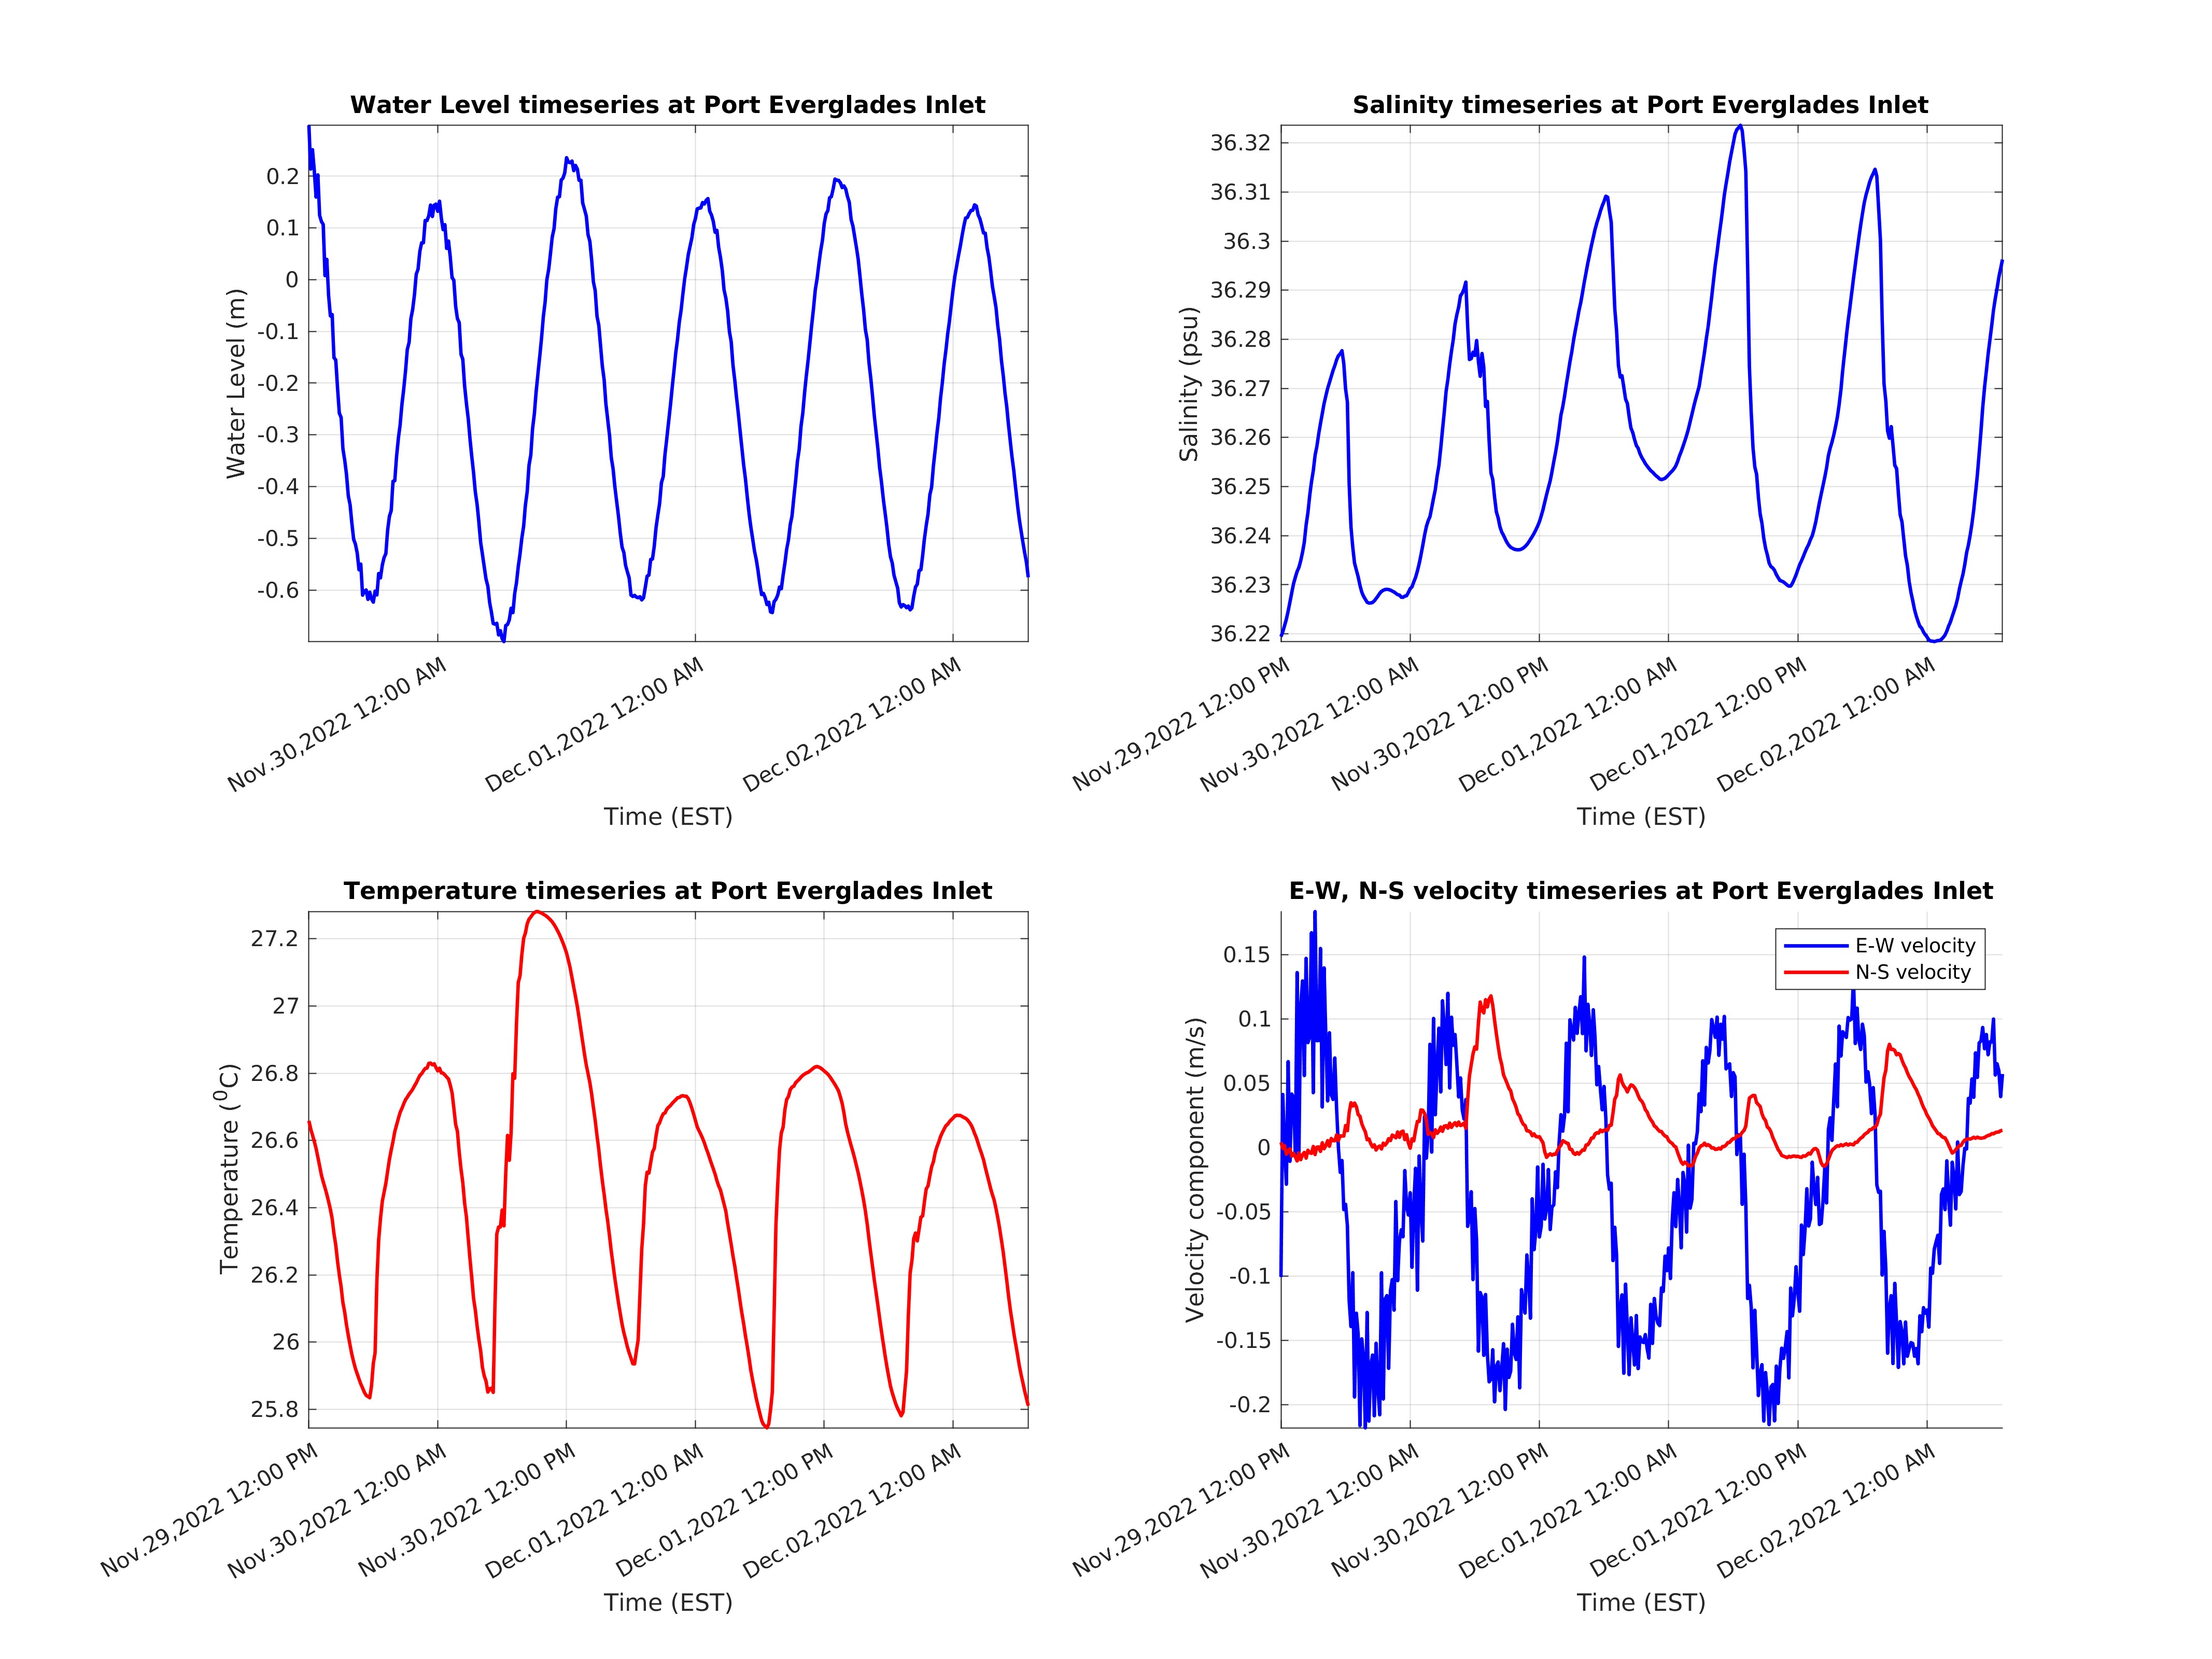 Water Level timeseries at Port Everglades Inlet
Water Level (m)
0.2
0.1
0
-0.1
-0.2
-0.3
-0.4
-0.5
-0.6
Nov.30,2022 12:00 AM
Dec.01,2022 12:00 AM
Dec.02,2022 12:00 AM
Time (EST)
Salinity timeseries at Port Everglades Inlet
Salinity (psu)
36.32
36.31
36.3
36.29
36.28
36.27
36.26
36.25
36.24
36.23
36.22
Nov.29,2022 12:00 PM
Nov.30,2022 12:00 AM
Nov.30,2022 12:00 PM
Dec.01,2022 12:00 AM
Dec.01,2022 12:00 PM
Dec.02,2022 12:00 AM
Time (EST)
Temperature timeseries at Port Everglades Inlet
Temperature (⁰C)
27.2
27
26.8
26.6
26.4
26.2
26
25.8
Nov.29,2022 12:00 PM
Nov.30,2022 12:00 AM
Nov.30,2022 12:00 PM
Dec.01,2022 12:00 AM
Dec.01,2022 12:00 PM
Dec.02,2022 12:00 AM
Time (EST)
E-W, N-S velocity timeseries at Port Everglades Inlet
Velocity component (m/s)
0.15
0.1
0.05
0
-0.05
-0.1
-0.15
-0.2
E-W velocity
N-S velocity
Nov.29,2022 12:00 PM
Nov.30,2022 12:00 AM
Nov.30,2022 12:00 PM
Dec.01,2022 12:00 AM
Dec.01,2022 12:00 PM
Dec.02,2022 12:00 AM
Time (EST)